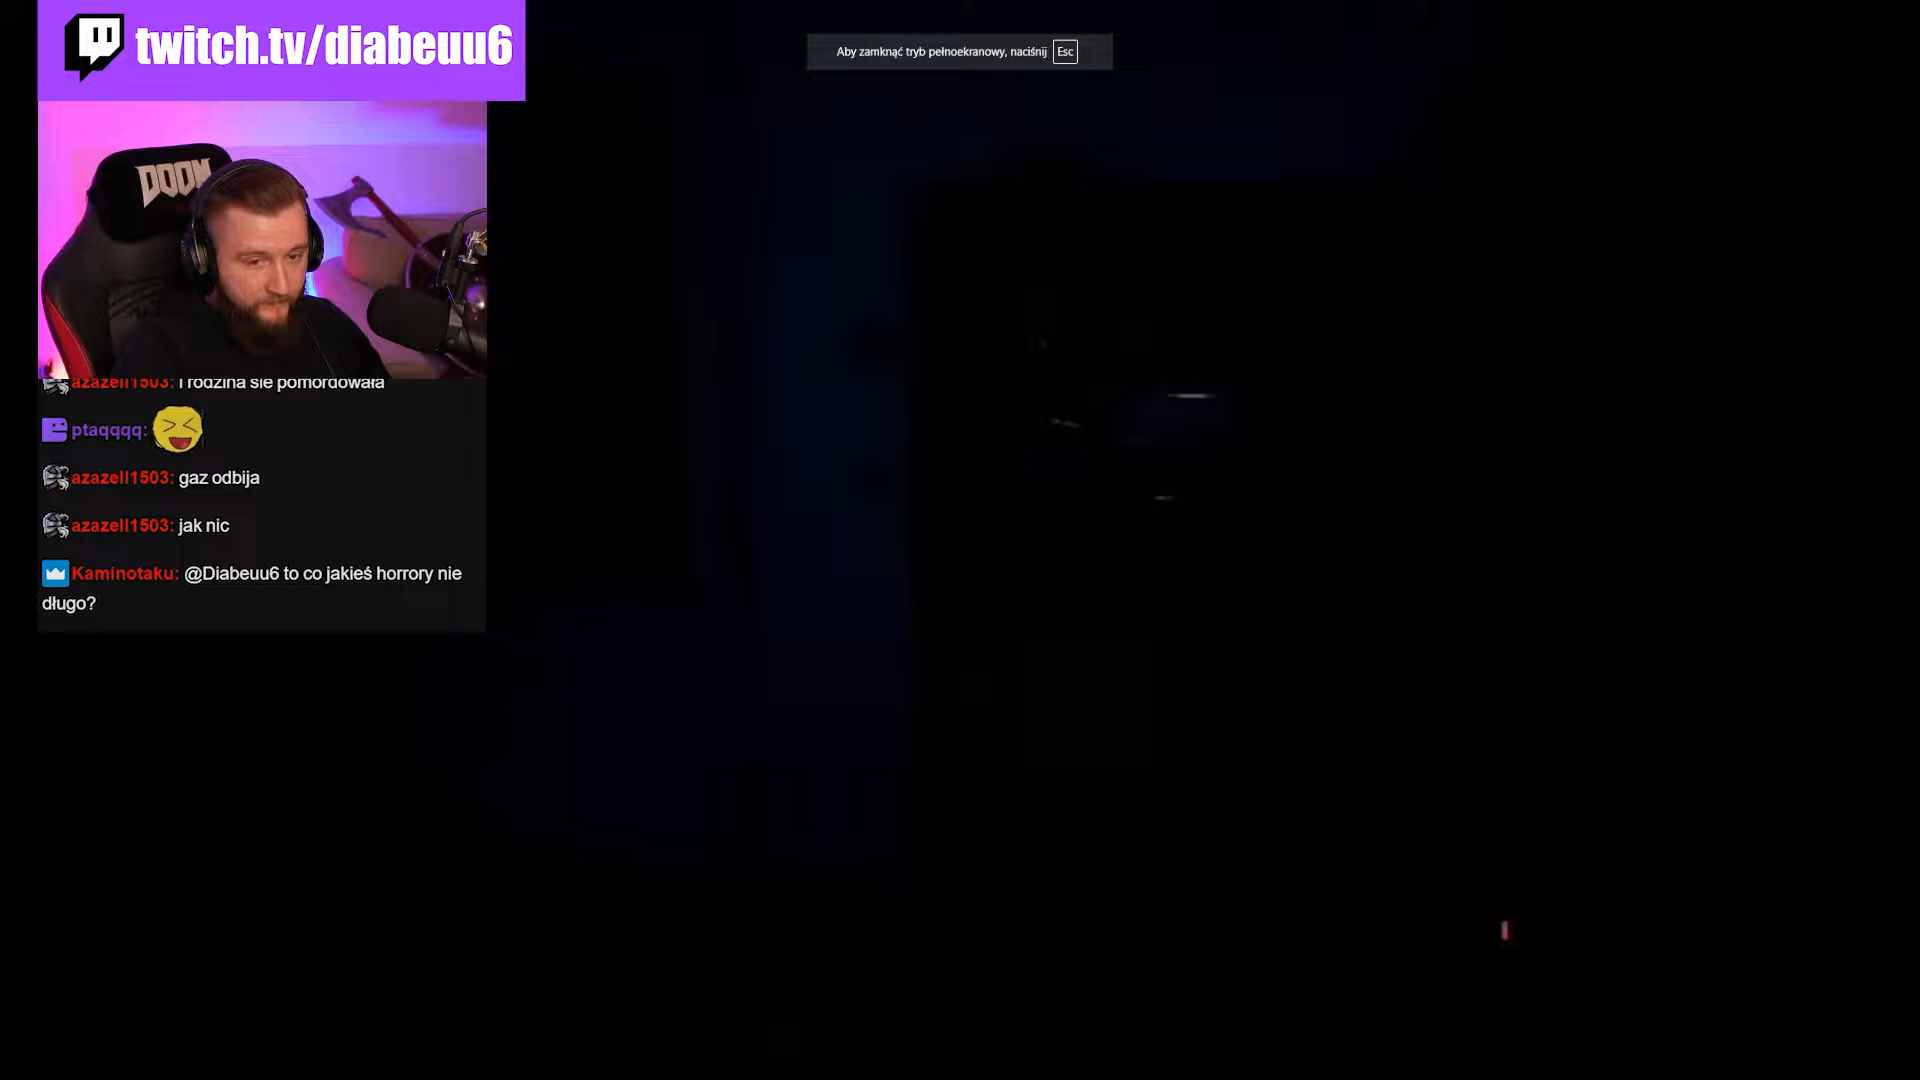 twitch.tv/diabeuu6
Aby zamknąć tryb pełnoekranowy, naciśnij Esc
DOOM
azazell1503: i rodzina sie pomordowała
ptaqqqq:
azazell1503: gaz odbija
azazell1503: jak nic
Kaminotaku: @Diabeuu6 to co jakieś horrory nie
długo?